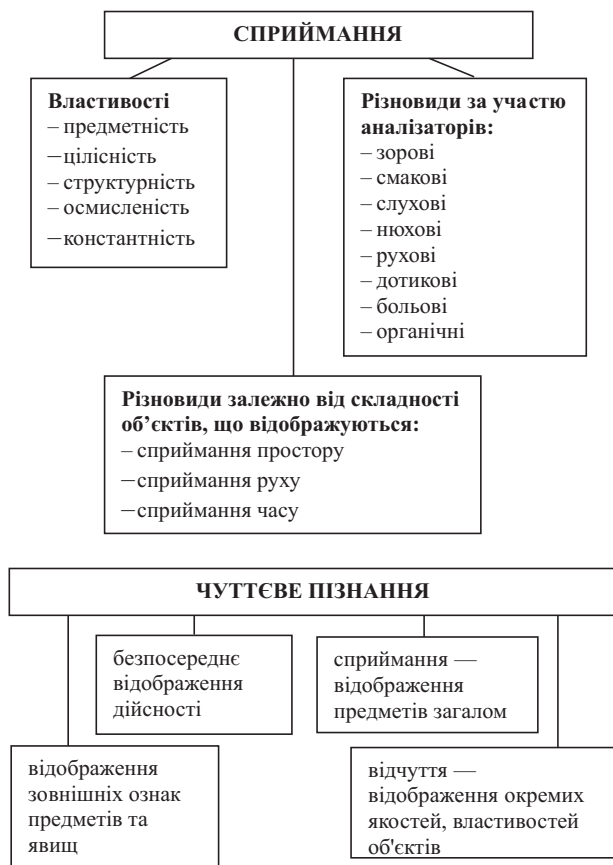 СПРИЙМАННЯ
Властивості
– предметність
– цілісність
– структурність
– осмисленість
– константність
Різновиди за участю
аналізаторів:
– зорові
– смакові
– слухові
– нюхові
– рухові
– дотикові
– больові
– органічні
Різновиди залежно від складності
об’єктів, що відображуються:
– сприймання простору
– сприймання руху
– сприймання часу
ЧУТТЄВЕ ПІЗНАННЯ
безпосереднє
відображення
дійсності
сприймання —
відображення
предметів загалом
відображення
зовнішніх ознак
предметів та
явищ
відчуття —
відображення окремих
якостей, властивостей
об'єктів